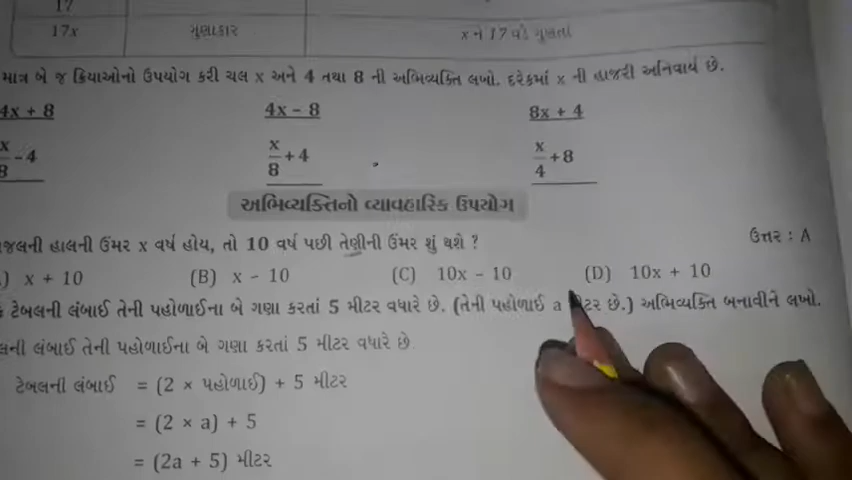 17
17x ગુણાકાર x ને 17 વડે ગુણતાં
માત્ર બે જ ક્રિયાઓનો ઉપયોગ કરી ચલ x અને 4 તથા 8 ની અભિવ્યક્તિ લખો. દરેકમાં x ની હાજરી અનિવાર્ય છે.
4x + 8 4x − 8 8x + 4
x/8 − 4 x/8 + 4 x/4 + 8
અભિવ્યક્તિનો વ્યાવહારિક ઉપયોગ
જલની હાલની ઉંમર x વર્ષ હોય, તો 10 વર્ષ પછી તેણીની ઉંમર શું થશે ? ઉત્તર : A
) x + 10 (B) x − 10 (C) 10x − 10 (D) 10x + 10
ટેબલની લંબાઈ તેની પહોળાઈના બે ગણા કરતાં 5 મીટર વધારે છે. (તેની પહોળાઈ a મીટર છે.) અભિવ્યક્તિ બનાવીને લખો.
લની લંબાઈ તેની પહોળાઈના બે ગણા કરતાં 5 મીટર વધારે છે
ટેબલની લંબાઈ = (2 × પહોળાઈ) + 5 મીટર
= (2 × a) + 5
= (2a + 5) મીટર